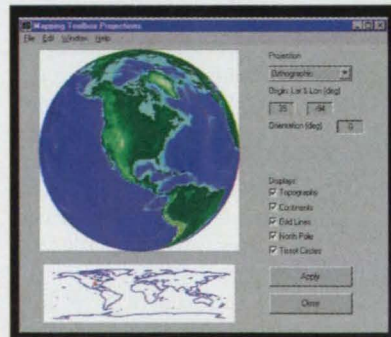 Mapping Toolbox Projections
File Edit Window Help
Projection
Orthographic
Origin: Lat & Lon (deg)
Orientation (deg) 0
Displays:
Topography
Continents
Grid Lines
North Pole
Tissot Circles
Apply
Close